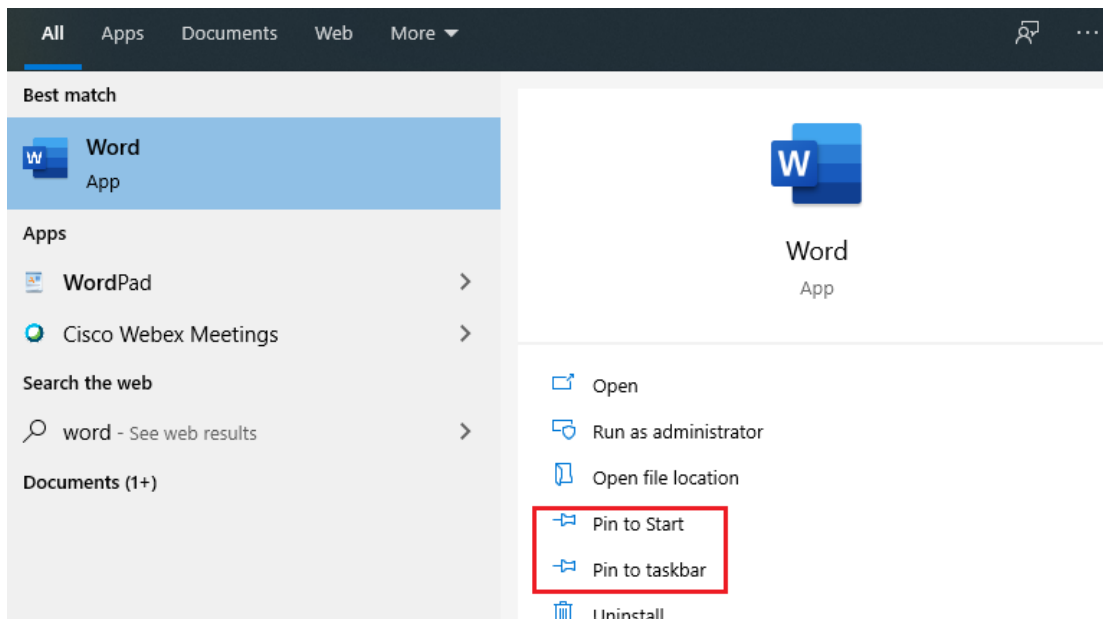 All Apps Documents Web More
Best match
Word
App
Apps
WordPad
Cisco Webex Meetings
Search the web
word - See web results
Documents (1+)
W
W
Word
App
Open
Run as administrator
Open file location
Pin to Start
Pin to taskbar
Uninstall